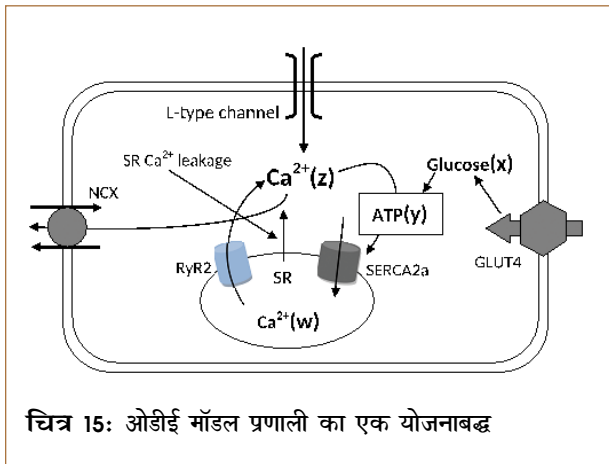 L-type channel
SR Ca²⁺ leakage
Ca²⁺(z)
Glucose(x)
NCX
ATP(y)
GLUT4
RyR2
SR
SERCA2a
Ca²⁺(w)
चित्र 15: ओडीई मॉडल प्रणाली का एक योजनाबद्ध